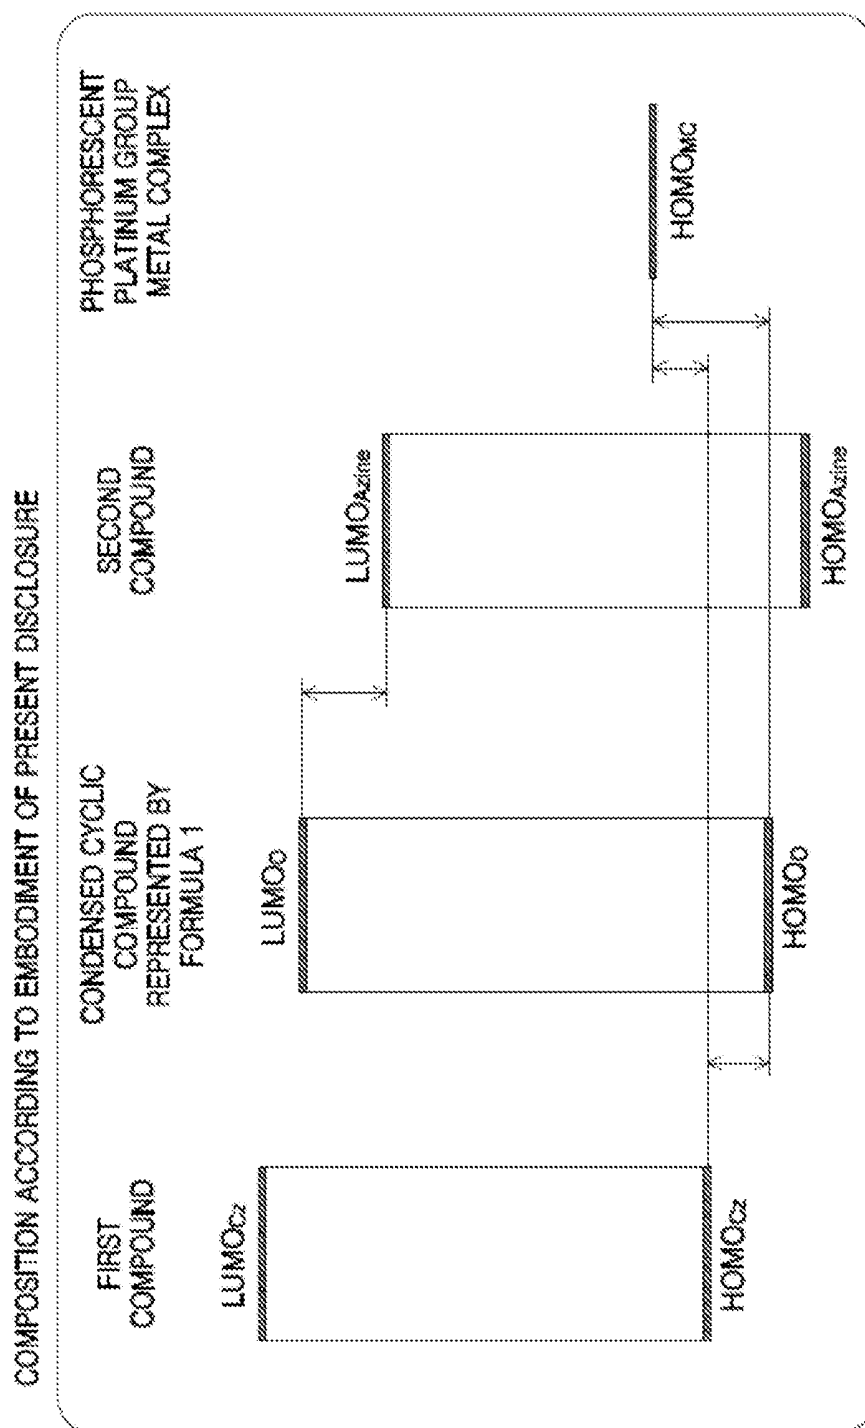 COMPOSITION ACCORDING TO EMBODIMENT OF PRESENT DISCLOSURE
FIRST
COMPOUND
LUMOCz
HOMOCz
CONDENSED CYCLIC
COMPOUND
REPRESENTED BY
FORMULA 1
LUMOD
HOMOD
SECOND
COMPOUND
LUMOAzine
HOMOAzine
PHOSPHORESCENT
PLATINUM GROUP
METAL COMPLEX
HOMOMC